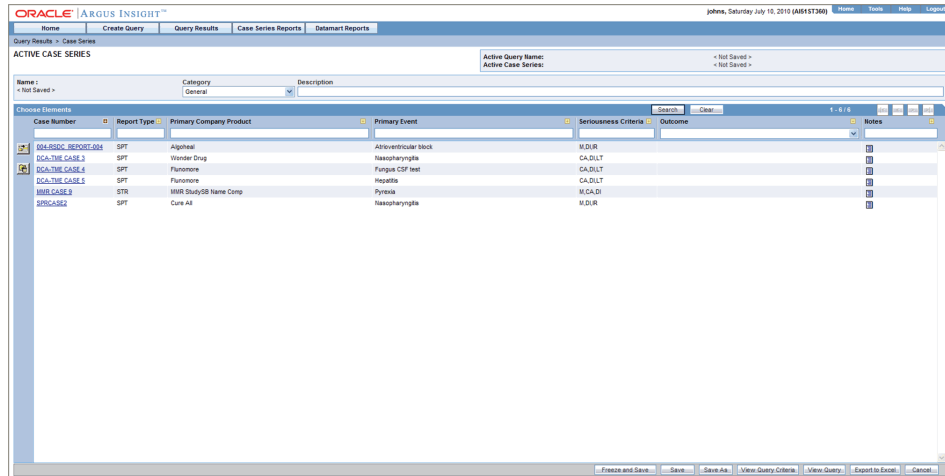 ORACLE® ARGUS INSIGHT™
johns, Saturday July 10, 2010 (AI51ST360) Home Tools Help Logout
Home Create Query Query Results Case Series Reports Datamart Reports
Query Results > Case Series
ACTIVE CASE SERIES
Active Query Name: < Not Saved >
Active Case Series: < Not Saved >
Name : Category Description
< Not Saved > General
Choose Elements Search Clear 1 - 6 / 6
Case Number Report Type Primary Company Product Primary Event Seriousness Criteria Outcome Notes
004-RSDC_REPORT-004 SPT Algoheal Atrioventricular block M,DI,IR
DCA-TME CASE 3 SPT Wonder Drug Nasopharyngitis CA,DI,LT
DCA-TME CASE 4 SPT Flunomore Fungus CSF test CA,DI,LT
DCA-TME CASE 5 SPT Flunomore Hepatitis CA,DI,LT
MMR CASE 9 STR MMR StudySB Name Comp Pyrexia M,CA,DI
SPRCASE2 SPT Cure All Nasopharyngitis M,DI,IR
Freeze and Save Save Save As View Query Criteria View Query Export to Excel Cancel